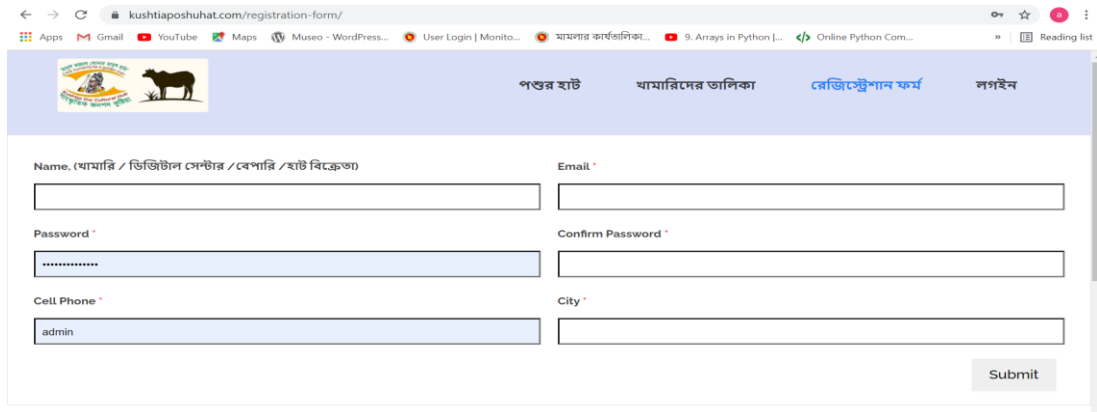 kushtiaposhuhat.com/registration-form/
a
Apps Gmail YouTube Maps Museo - WordPress... User Login | Monito... মামলার কার্যতালিকা... 9. Arrays in Python |... Online Python Com... » Reading list
পশুর হাট খামারিদের তালিকা রেজিস্ট্রেশান ফর্ম লগইন
Name, (খামারি / ডিজিটাল সেন্টার /বেপারি /হাট বিক্রেতা) Email *
Password * Confirm Password *
••••••••••••••
Cell Phone * City *
admin
Submit